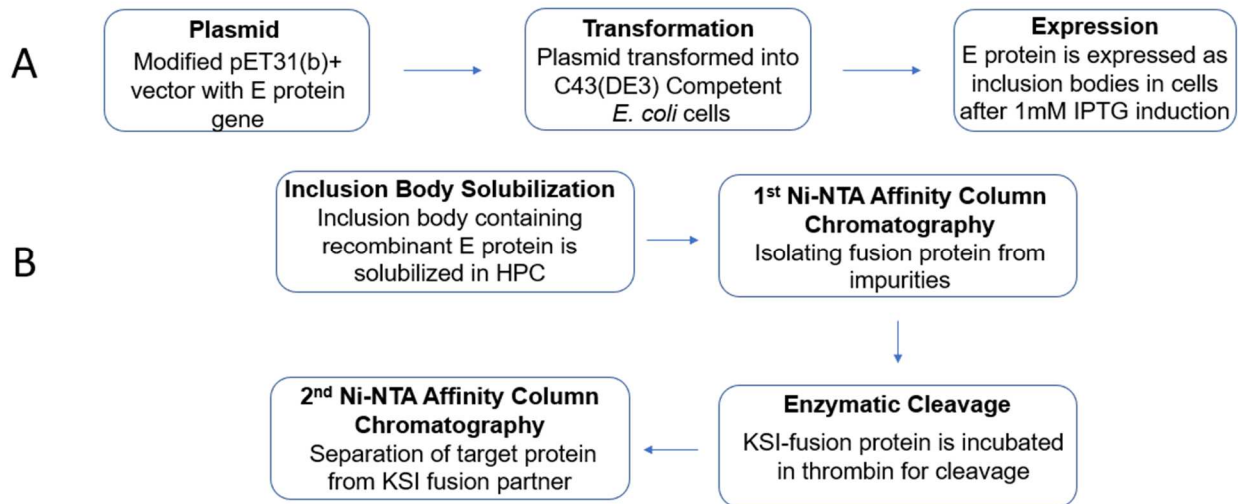 A
Plasmid
Modified pET31(b)+
vector with E protein
gene
Transformation
Plasmid transformed into
C43(DE3) Competent
E. coli cells
Expression
E protein is expressed as
inclusion bodies in cells
after 1mM IPTG induction
B
Inclusion Body Solubilization
Inclusion body containing
recombinant E protein is
solubilized in HPC
1st Ni-NTA Affinity Column
Chromatography
Isolating fusion protein from
impurities
Enzymatic Cleavage
KSI-fusion protein is incubated
in thrombin for cleavage
2nd Ni-NTA Affinity Column
Chromatography
Separation of target protein
from KSI fusion partner